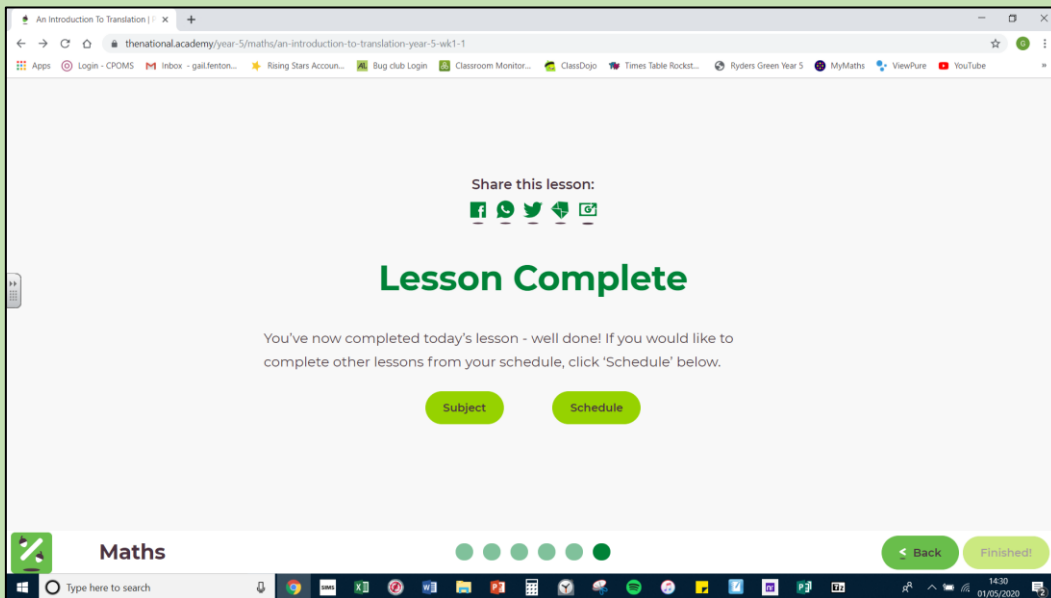 An Introduction To Translation |
thenational.academy/year-5/maths/an-introduction-to-translation-year-5-wk1-1
G
Apps Login - CPOMS Inbox - gail.fenton... Rising Stars Accoun... Bug club Login Classroom Monitor... ClassDojo Times Table Rockst... Ryders Green Year 5 MyMaths ViewPure YouTube »
Share this lesson:
Lesson Complete
You've now completed today's lesson - well done! If you would like to
complete other lessons from your schedule, click 'Schedule' below.
Subject Schedule
Maths < Back Finished!
Type here to search SIMS 14:30
01/05/2020 2